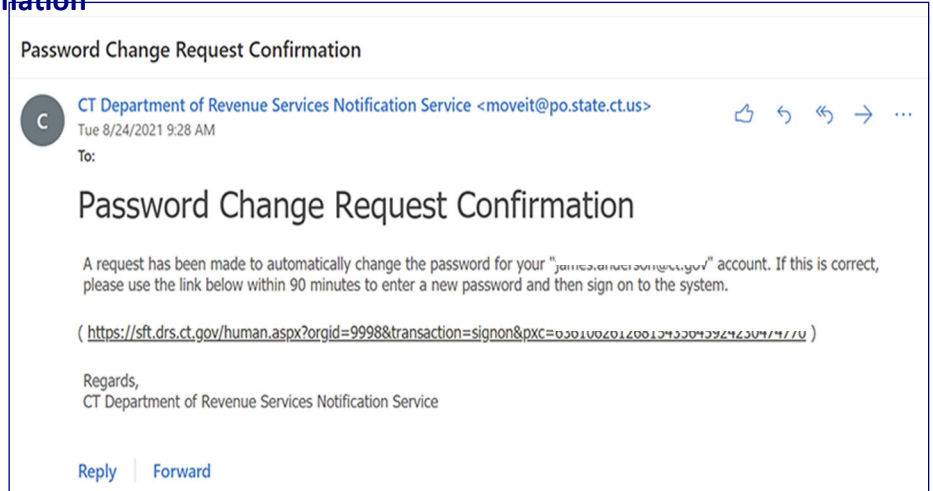 Password Change Request Confirmation
C
CT Department of Revenue Services Notification Service <moveit@po.state.ct.us>
Tue 8/24/2021 9:28 AM
To:
Password Change Request Confirmation
A request has been made to automatically change the password for your "" account. If this is correct,
please use the link below within 90 minutes to enter a new password and then sign on to the system.
( https://sft.drs.ct.gov/human.aspx?orgid=9998&transaction=signon&pxc= )
Regards,
CT Department of Revenue Services Notification Service
Reply Forward